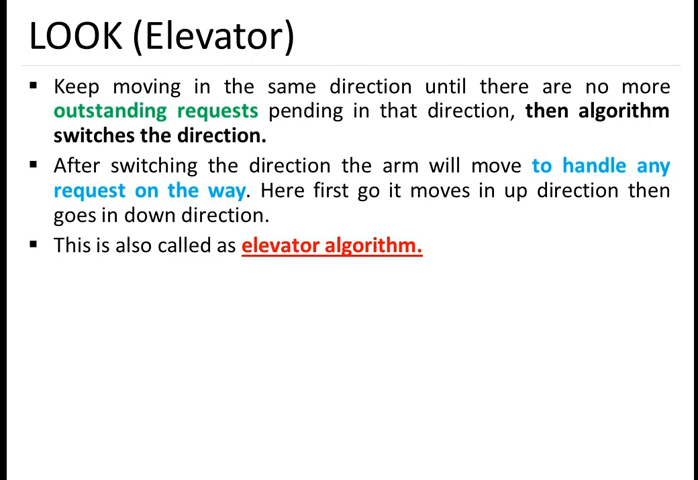 LOOK (Elevator)
▪ Keep moving in the same direction until there are no more
outstanding requests pending in that direction, then algorithm
switches the direction.
▪ After switching the direction the arm will move to handle any
request on the way. Here first go it moves in up direction then
goes in down direction.
▪ This is also called as elevator algorithm.